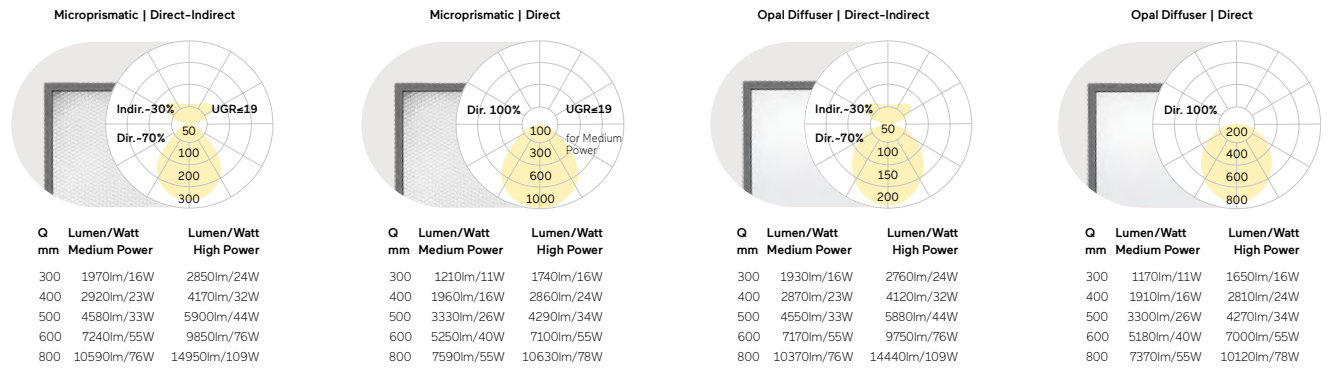 Microprismatic | Direct-Indirect
Indir.~30%
UGR≤19
Dir.~70%
50
100
200
300
Q Lumen/Watt Lumen/Watt
mm Medium Power High Power
300 1970lm/16W 2850lm/24W
400 2920lm/23W 4170lm/32W
500 4580lm/33W 5900lm/44W
600 7240lm/55W 9850lm/76W
800 10590lm/76W 14950lm/109W
Microprismatic | Direct
Dir. 100%
UGR≤19
for Medium
Power
100
300
600
1000
Q Lumen/Watt Lumen/Watt
mm Medium Power High Power
300 1210lm/11W 1740lm/16W
400 1960lm/16W 2860lm/24W
500 3330lm/26W 4290lm/34W
600 5250lm/40W 7100lm/55W
800 7590lm/55W 10630lm/78W
Opal Diffuser | Direct-Indirect
Indir.~30%
Dir.~70%
50
100
150
200
Q Lumen/Watt Lumen/Watt
mm Medium Power High Power
300 1930lm/16W 2760lm/24W
400 2870lm/23W 4120lm/32W
500 4550lm/33W 5880lm/44W
600 7170lm/55W 9750lm/76W
800 10370lm/76W 14440lm/109W
Opal Diffuser | Direct
Dir. 100%
200
400
600
800
Q Lumen/Watt Lumen/Watt
mm Medium Power High Power
300 1170lm/11W 1650lm/16W
400 1910lm/16W 2810lm/24W
500 3300lm/26W 4270lm/34W
600 5180lm/40W 7000lm/55W
800 7370lm/55W 10120lm/78W